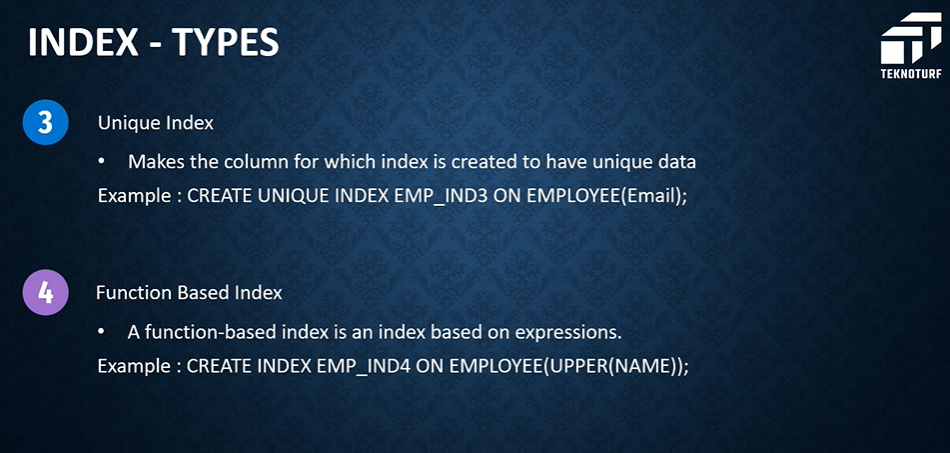 INDEX - TYPES
TEKNOTURF
3
Unique Index
• Makes the column for which index is created to have unique data
Example : CREATE UNIQUE INDEX EMP_IND3 ON EMPLOYEE(Email);
4
Function Based Index
• A function-based index is an index based on expressions.
Example : CREATE INDEX EMP_IND4 ON EMPLOYEE(UPPER(NAME));